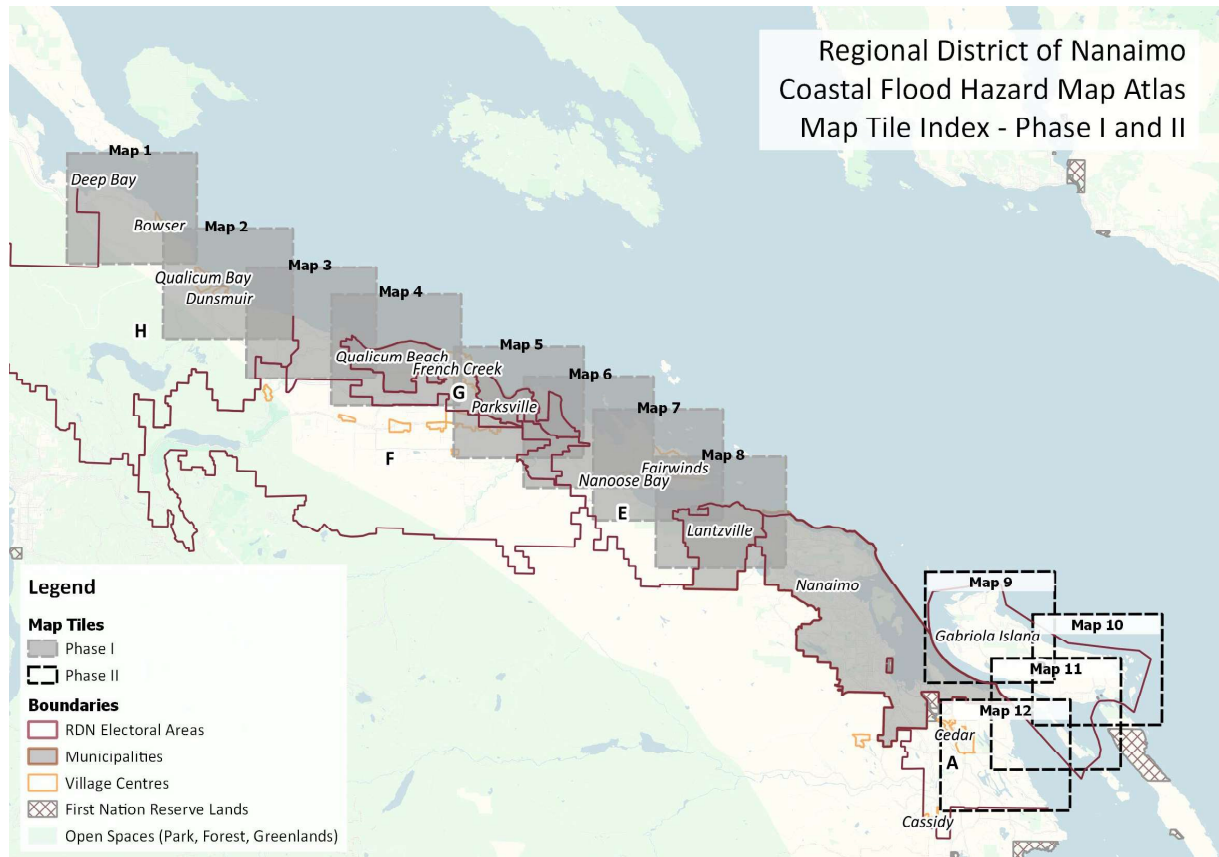 Regional District of Nanaimo
Coastal Flood Hazard Map Atlas
Map Tile Index - Phase I and II
Map 1
Deep Bay
Bowser
Map 2
Qualicum Bay
Dunsmuir
Map 3
Map 4
H
Qualicum Beach
French Creek
Map 5
G
Parksville
Map 6
Map 7
F
Map 8
Fairwinds
Nanoose Bay
E
Lantzville
Nanaimo
Map 9
Gabriola Island
Map 10
Map 11
Map 12
Cedar
A
Cassidy
Legend
Map Tiles
Phase I
Phase II
Boundaries
RDN Electoral Areas
Municipalities
Village Centres
First Nation Reserve Lands
Open Spaces (Park, Forest, Greenlands)